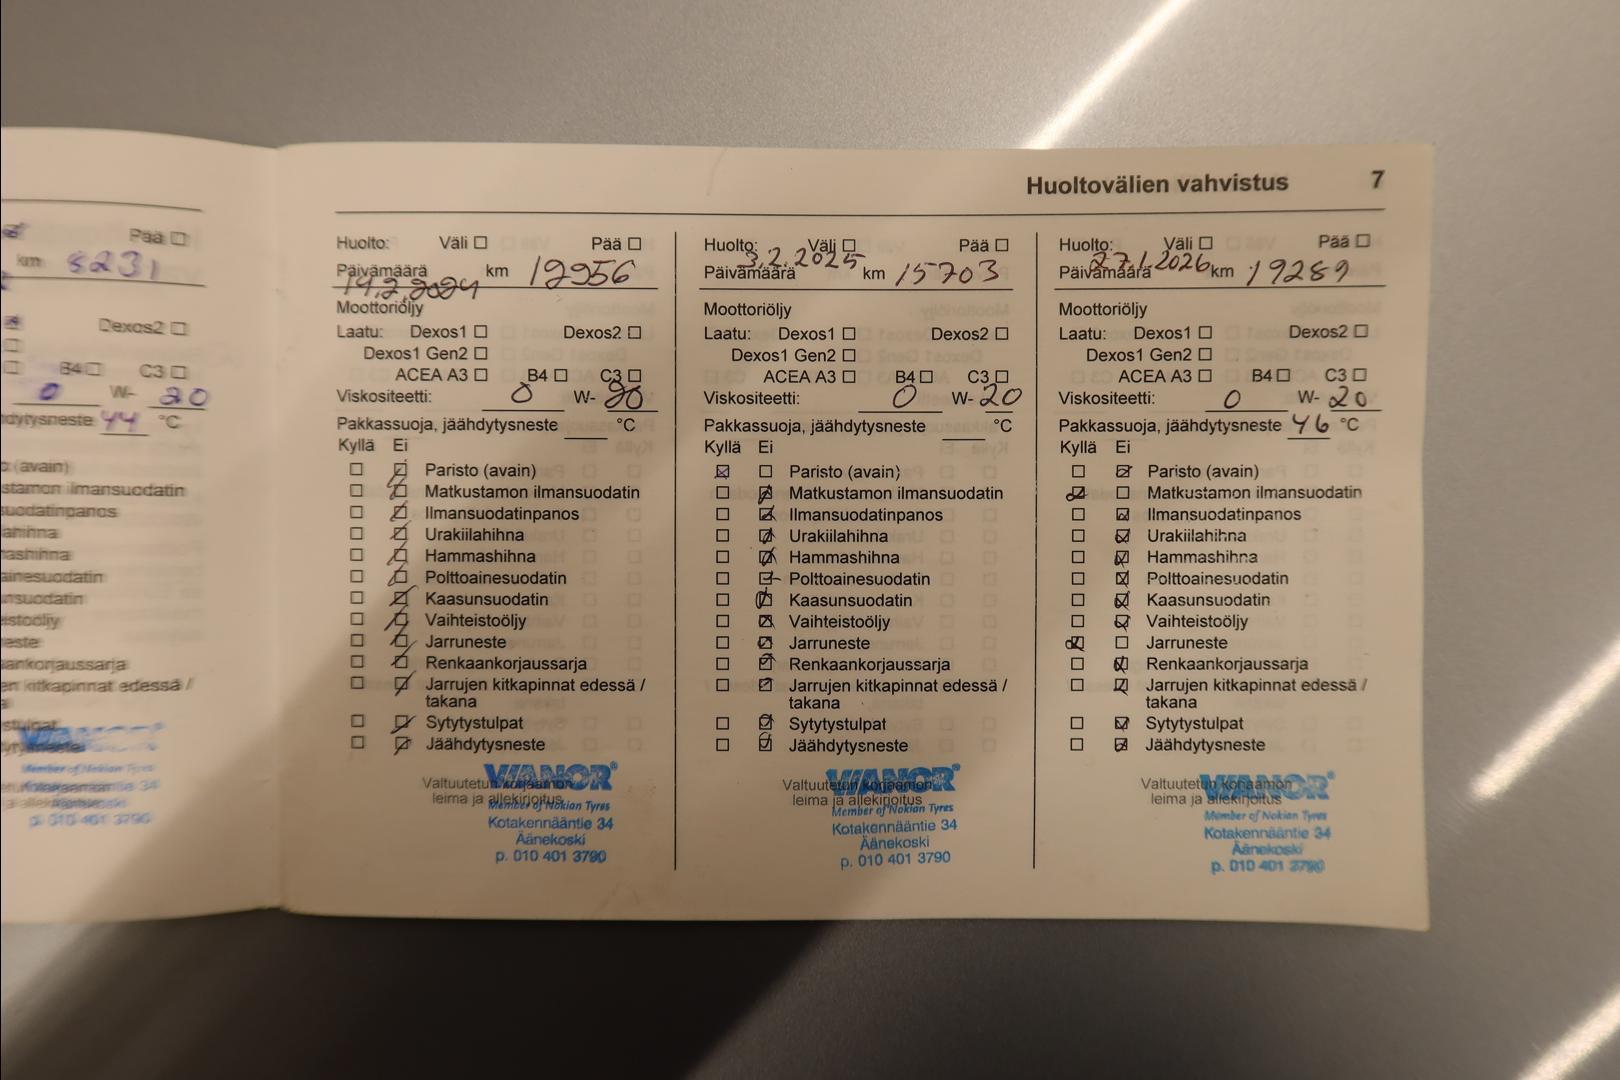 Pää
km 8231
Dexos2
B4 C3
0 W- 20
44 °C
(avain)
ilmansuodatin
Member of Nokian Tyres
p. 010 401 3790
Huoltovälien vahvistus 7
Huolto: Väli Pää
Päivämäärä 14.2.2024 km 12956
Moottoriöljy
Laatu: Dexos1 Dexos2
Dexos1 Gen2
ACEA A3 B4 C3
Viskositeetti: 0 W- 20
Pakkassuoja, jäähdytysneste °C
Kyllä Ei
Paristo (avain)
Matkustamon ilmansuodatin
Ilmansuodatinpanos
Urakiilahihna
Hammashihna
Polttoainesuodatin
Kaasunsuodatin
Vaihteistoöljy
Jarruneste
Renkaankorjaussarja
Jarrujen kitkapinnat edessä /
takana
Sytytystulpat
Jäähdytysneste
Valtuutetun korjaamon
leima ja allekirjoitus
VIANOR®
Member of Nokian Tyres
Kotakennääntie 34
Äänekoski
p. 010 401 3790
Huolto: Väli Pää
Päivämäärä 3.2.2025 km 15703
Moottoriöljy
Laatu: Dexos1 Dexos2
Dexos1 Gen2
ACEA A3 B4 C3
Viskositeetti: 0 W- 20
Pakkassuoja, jäähdytysneste °C
Kyllä Ei
Paristo (avain)
Matkustamon ilmansuodatin
Ilmansuodatinpanos
Urakiilahihna
Hammashihna
Polttoainesuodatin
Kaasunsuodatin
Vaihteistoöljy
Jarruneste
Renkaankorjaussarja
Jarrujen kitkapinnat edessä /
takana
Sytytystulpat
Jäähdytysneste
Valtuutetun korjaamon
leima ja allekirjoitus
VIANOR®
Member of Nokian Tyres
Kotakennääntie 34
Äänekoski
p. 010 401 3790
Huolto: Väli Pää
Päivämäärä 27.1.2026 km 19289
Moottoriöljy
Laatu: Dexos1 Dexos2
Dexos1 Gen2
ACEA A3 B4 C3
Viskositeetti: 0 W- 20
Pakkassuoja, jäähdytysneste 46 °C
Kyllä Ei
Paristo (avain)
Matkustamon ilmansuodatin
Ilmansuodatinpanos
Urakiilahihna
Hammashihna
Polttoainesuodatin
Kaasunsuodatin
Vaihteistoöljy
Jarruneste
Renkaankorjaussarja
Jarrujen kitkapinnat edessä /
takana
Sytytystulpat
Jäähdytysneste
Valtuutetun korjaamon
leima ja allekirjoitus
VIANOR®
Member of Nokian Tyres
Kotakennääntie 34
Äänekoski
p. 010 401 3790